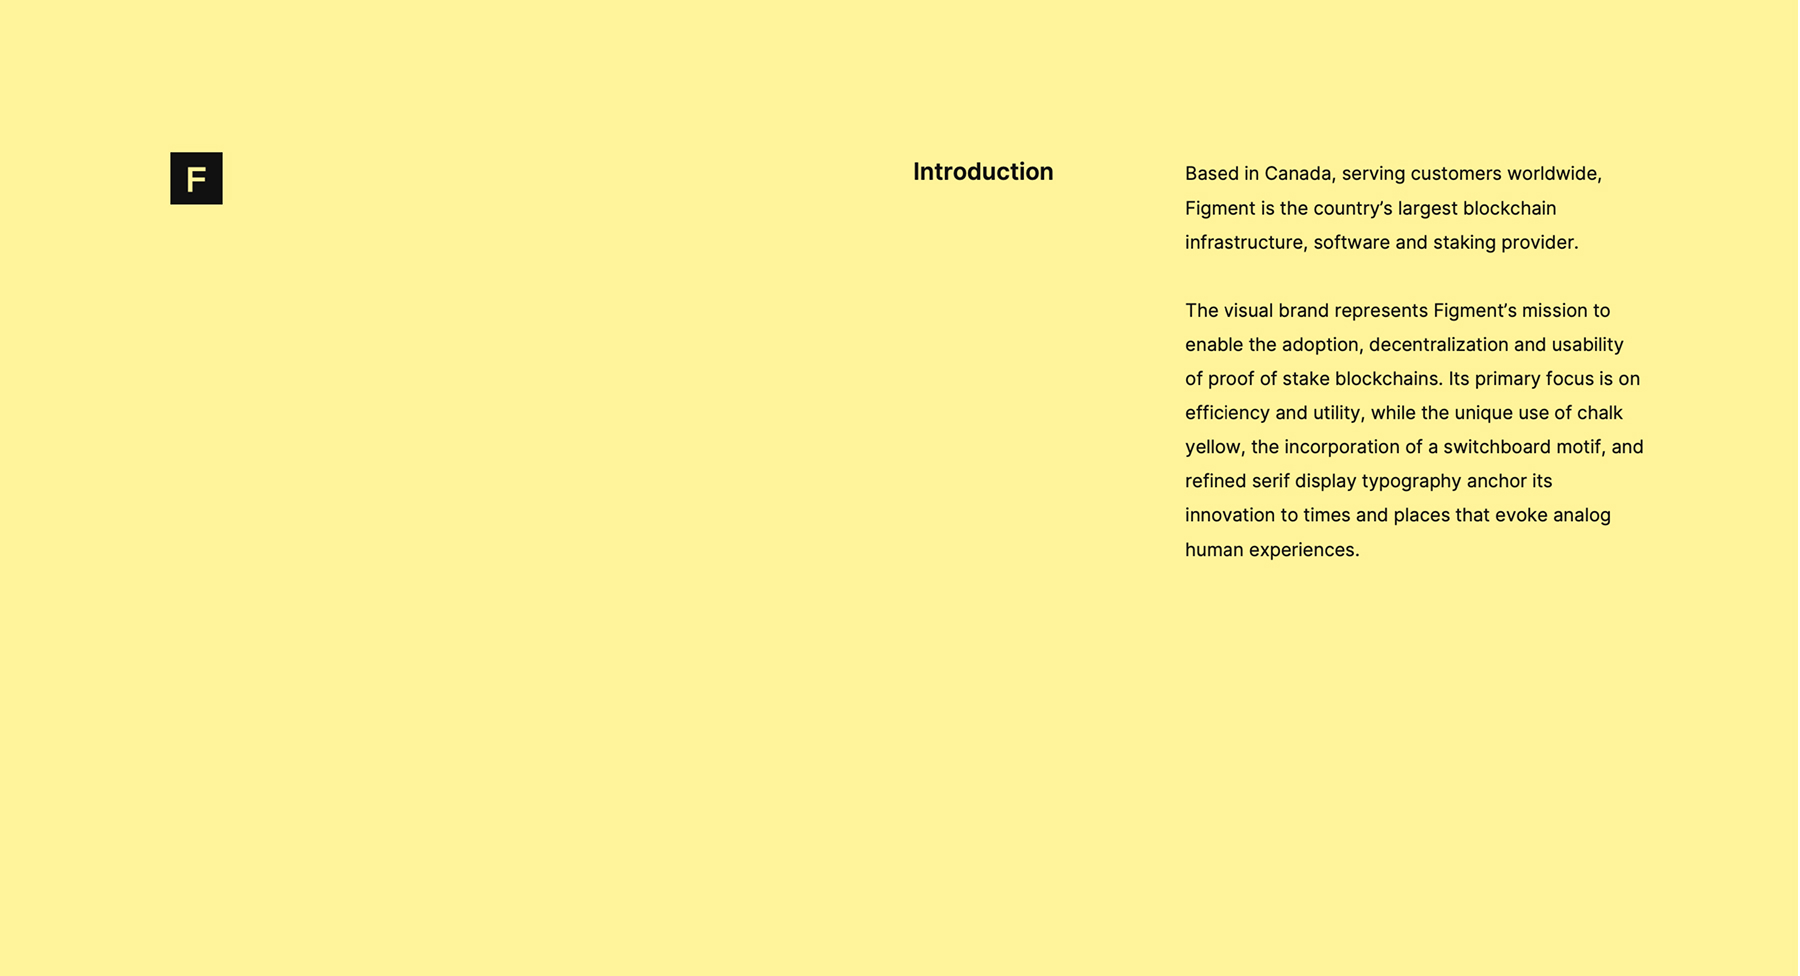 F
Introduction
Based in Canada, serving customers worldwide,
Figment is the country’s largest blockchain
infrastructure, software and staking provider.
The visual brand represents Figment’s mission to
enable the adoption, decentralization and usability
of proof of stake blockchains. Its primary focus is on
efficiency and utility, while the unique use of chalk
yellow, the incorporation of a switchboard motif, and
refined serif display typography anchor its
innovation to times and places that evoke analog
human experiences.